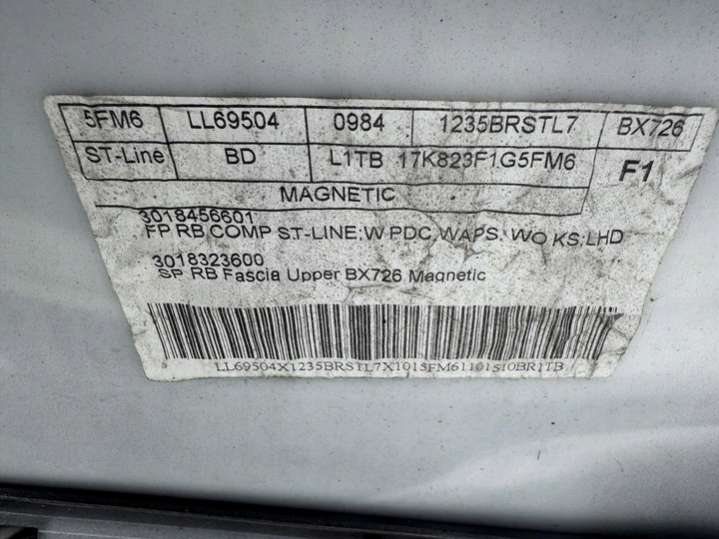 5FM6 LL69504 0984 1235BRSTL7 BX726
ST-Line BD L1TB 17K823F1G5FM6 F1
MAGNETIC
3018456601
FP RB COMP ST-LINE;W PDC,WAPS, WO KS;LHD
3018323600
SP RB Fascia Upper BX726 Magnetic
LL69504X1235BRSTL7X1015FM61101510BR1TB